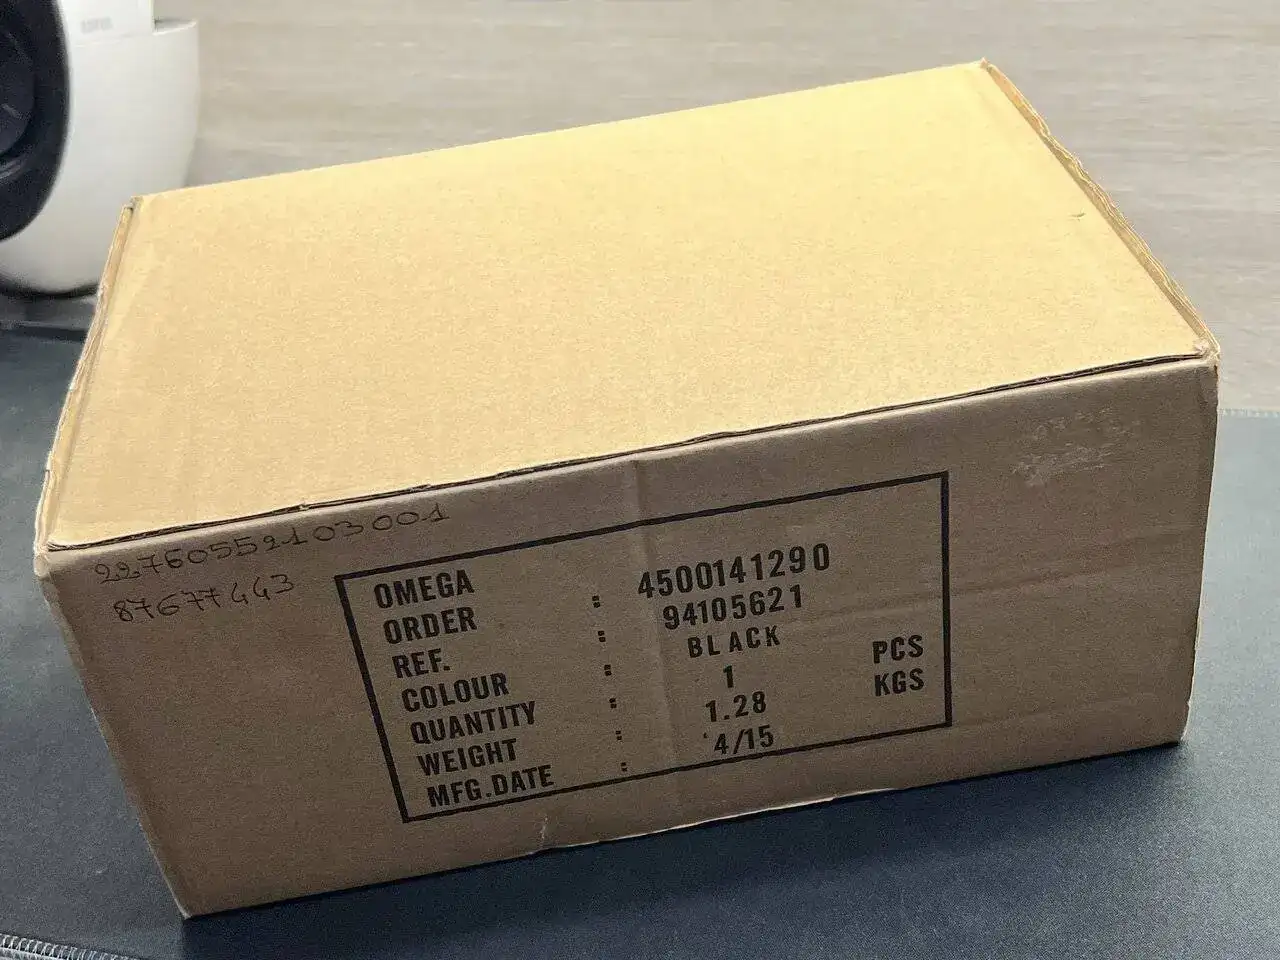 22760552103001
87677443
OMEGA
ORDER : 4500141290
REF. : 94105621
COLOUR : BLACK
QUANTITY : 1 PCS
WEIGHT : 1.28 KGS
MFG.DATE : 4/15